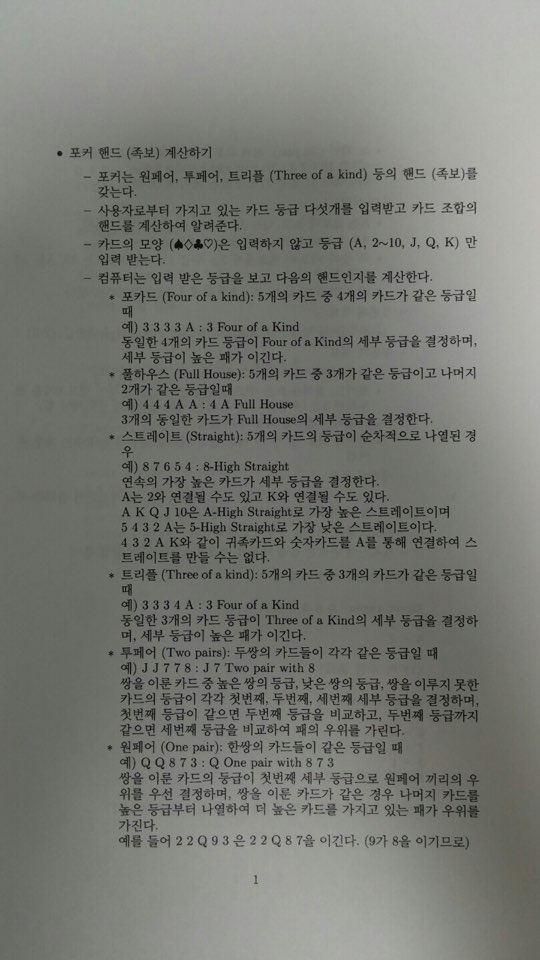 • 포커 핸드 (족보) 계산하기
– 포커는 원페어, 투페어, 트리플 (Three of a kind) 등의 핸드 (족보)를
갖는다.
– 사용자로부터 가지고 있는 카드 등급 다섯개를 입력받고 카드 조합의
핸드를 계산하여 알려준다.
– 카드의 모양 (♠♢♣♡)은 입력하지 않고 등급 (A, 2~10, J, Q, K) 만
입력 받는다.
– 컴퓨터는 입력 받은 등급을 보고 다음의 핸드인지를 계산한다.
* 포카드 (Four of a kind): 5개의 카드 중 4개의 카드가 같은 등급일
때
예) 3 3 3 3 A : 3 Four of a Kind
동일한 4개의 카드 등급이 Four of a Kind의 세부 등급을 결정하며,
세부 등급이 높은 패가 이긴다.
* 풀하우스 (Full House): 5개의 카드 중 3개가 같은 등급이고 나머지
2개가 같은 등급일때
예) 4 4 4 A A : 4 A Full House
3개의 동일한 카드가 Full House의 세부 등급을 결정한다.
* 스트레이트 (Straight): 5개의 카드의 등급이 순차적으로 나열된 경
우
예) 8 7 6 5 4 : 8-High Straight
연속의 가장 높은 카드가 세부 등급을 결정한다.
A는 2와 연결될 수도 있고 K와 연결될 수도 있다.
A K Q J 10은 A-High Straight로 가장 높은 스트레이트이며
5 4 3 2 A는 5-High Straight로 가장 낮은 스트레이트이다.
4 3 2 A K와 같이 귀족카드와 숫자카드를 A를 통해 연결하여 스
트레이트를 만들 수는 없다.
* 트리플 (Three of a kind): 5개의 카드 중 3개의 카드가 같은 등급일
때
예) 3 3 3 4 A : 3 Four of a Kind
동일한 3개의 카드 등급이 Three of a Kind의 세부 등급을 결정하
며, 세부 등급이 높은 패가 이긴다.
* 투페어 (Two pairs): 두쌍의 카드들이 각각 같은 등급일 때
예) J J 7 7 8 : J 7 Two pair with 8
쌍을 이룬 카드 중 높은 쌍의 등급, 낮은 쌍의 등급, 쌍을 이루지 못한
카드의 등급이 각각 첫번째, 두번째, 세번째 세부 등급을 결정하며,
첫번째 등급이 같으면 두번째 등급을 비교하고, 두번째 등급까지
같으면 세번째 등급을 비교하여 패의 우위를 가린다.
* 원페어 (One pair): 한쌍의 카드들이 같은 등급일 때
예) Q Q 8 7 3 : Q One pair with 8 7 3
쌍을 이룬 카드의 등급이 첫번째 세부 등급으로 원페어 끼리의 우
위를 우선 결정하며, 쌍을 이룬 카드가 같은 경우 나머지 카드를
높은 등급부터 나열하여 더 높은 카드를 가지고 있는 패가 우위를
가진다.
예를 들어 2 2 Q 9 3 은 2 2 Q 8 7을 이긴다. (9가 8을 이기므로)
1